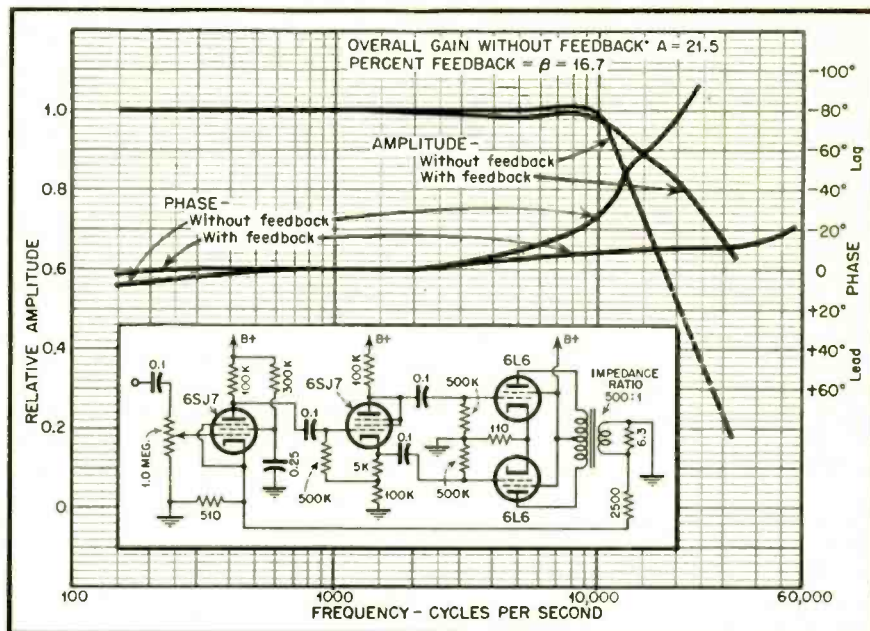 OVERALL GAIN WITHOUT FEEDBACK· A = 21.5
PERCENT FEEDBACK = β = 16.7
AMPLITUDE-
Without feedback
With feedback
PHASE-
Without feedback
With feedback
RELATIVE AMPLITUDE
1.0
0.8
0.6
0.4
0.2
0
-100°
-80°
-60°
-40°
-20°
0
+20°
+40°
+60°
Lag
PHASE
Lead
B+
B+
B+
0.1
6SJ7
100K
300K
1.0 MEG.
510
0.25
0.1
500K
6SJ7
100K
5K
100K
0.1
0.1
500K
500K
110
6L6
6L6
IMPEDANCE
RATIO
500:1
6.3
2500
100
1000
10,000
60,000
FREQUENCY - CYCLES PER SECOND